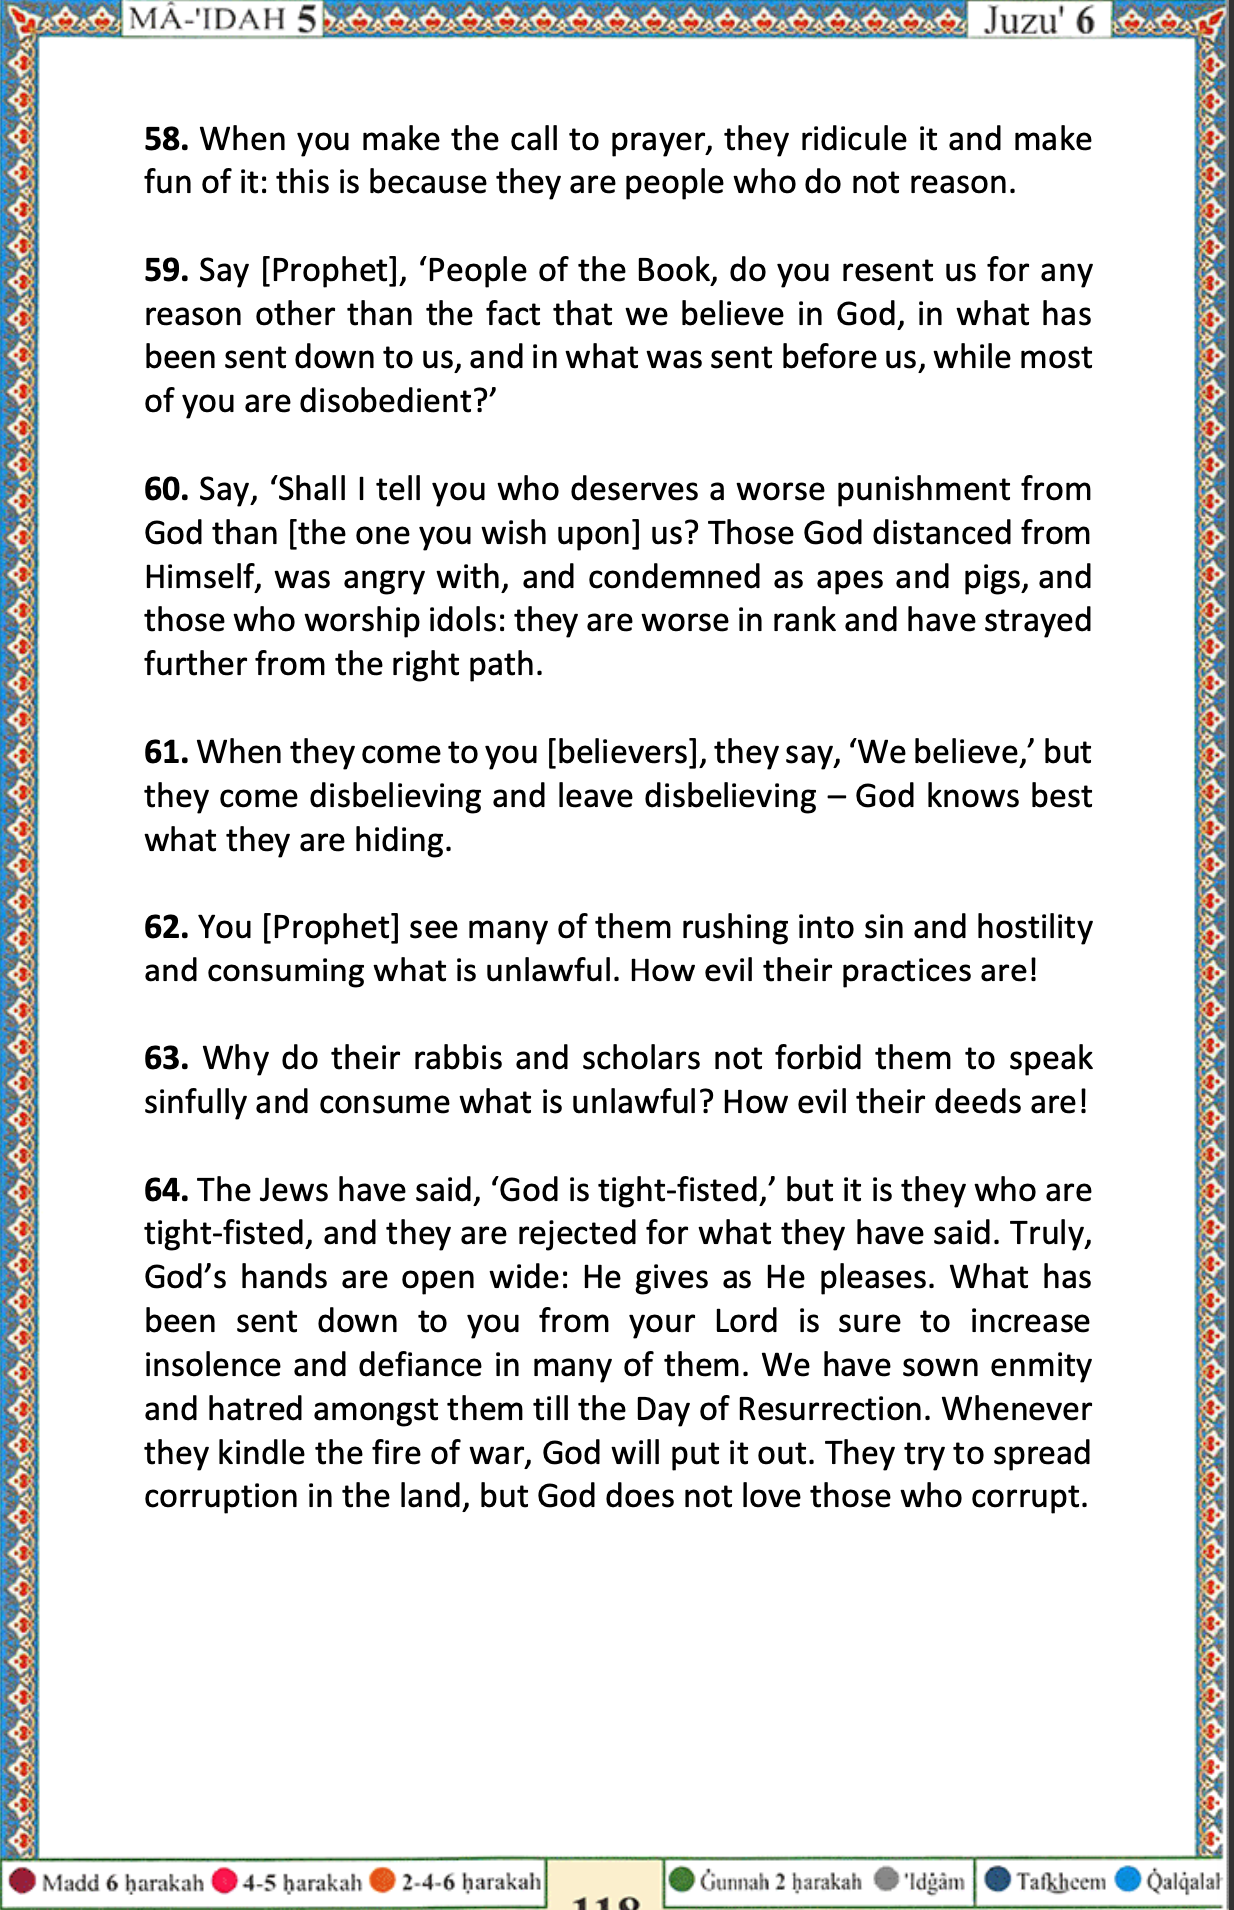 MÂ-'IDAH 5
Juzu' 6
58. When you make the call to prayer, they ridicule it and make
fun of it: this is because they are people who do not reason.
59. Say [Prophet], ‘People of the Book, do you resent us for any
reason other than the fact that we believe in God, in what has
been sent down to us, and in what was sent before us, while most
of you are disobedient?’
60. Say, ‘Shall I tell you who deserves a worse punishment from
God than [the one you wish upon] us? Those God distanced from
Himself, was angry with, and condemned as apes and pigs, and
those who worship idols: they are worse in rank and have strayed
further from the right path.
61. When they come to you [believers], they say, ‘We believe,’ but
they come disbelieving and leave disbelieving – God knows best
what they are hiding.
62. You [Prophet] see many of them rushing into sin and hostility
and consuming what is unlawful. How evil their practices are!
63. Why do their rabbis and scholars not forbid them to speak
sinfully and consume what is unlawful? How evil their deeds are!
64. The Jews have said, ‘God is tight-fisted,’ but it is they who are
tight-fisted, and they are rejected for what they have said. Truly,
God’s hands are open wide: He gives as He pleases. What has
been sent down to you from your Lord is sure to increase
insolence and defiance in many of them. We have sown enmity
and hatred amongst them till the Day of Resurrection. Whenever
they kindle the fire of war, God will put it out. They try to spread
corruption in the land, but God does not love those who corrupt.
Madd 6 ḥarakah 4-5 ḥarakah 2-4-6 ḥarakah
118
Ġunnah 2 ḥarakah 'Idġâm Tafkheem